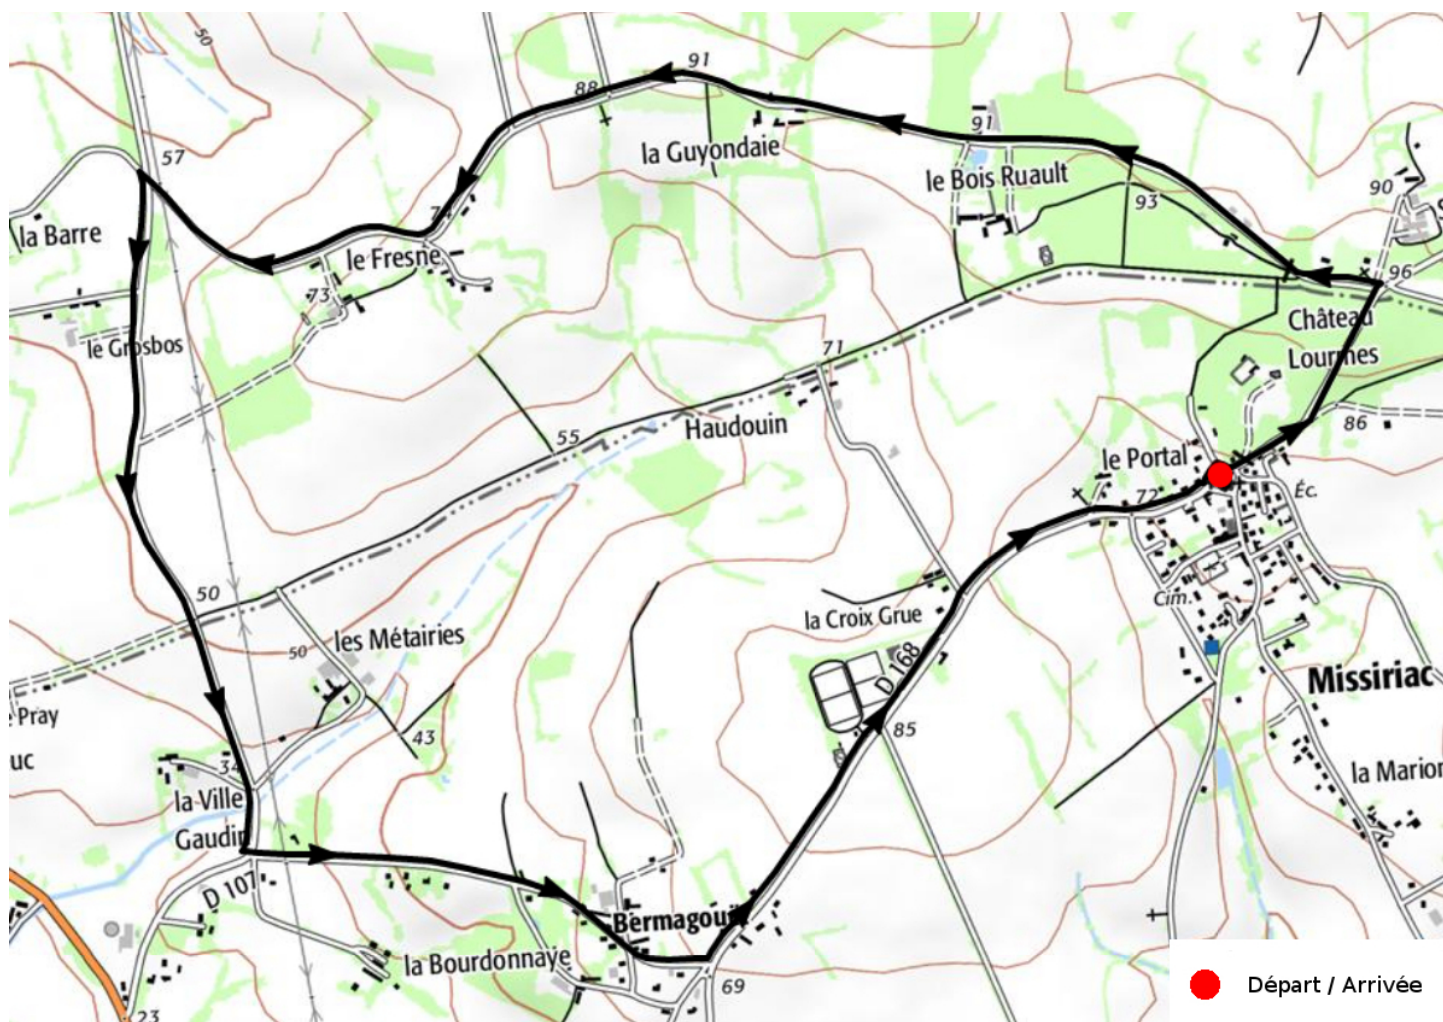 50
91
88
57
la Guyondaie
91
le Bois Ruault
93
90
96
la Barre
le Fresne
73
le Grosbos
Château
Lourmes
71
86
Haudouin
55
le Portal
72
Éc.
Cim.
50
50
les Métairies
la Croix Grue
D 168
85
Missiriac
Pray
uc
43
34
la Ville
Gaudin
la Marion
D 107
Bermagouët
la Bourdonnaye
69
23
Départ / Arrivée